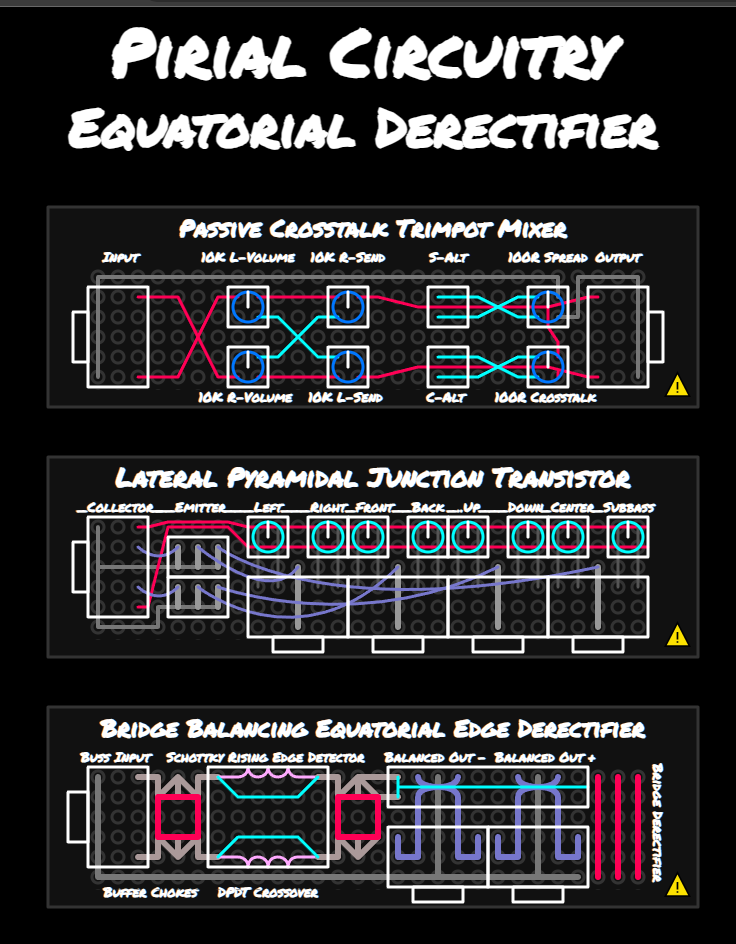 Pirial Circuitry
Equatorial Derectifier
Passive Crosstalk Trimpot Mixer
Input 10K L-Volume 10K R-Send S-Alt 100R Spread Output
10K R-Volume 10K L-Send C-Alt 100R Crosstalk
Lateral Pyramidal Junction Transistor
Collector Emitter Left Right Front Back Up Down Center Subbass
Bridge Balancing Equatorial Edge Derectifier
Buss Input Schottky Rising Edge Detector Balanced Out - Balanced Out +
Bridge Derectifier
Buffer Choices DPDT Crossover